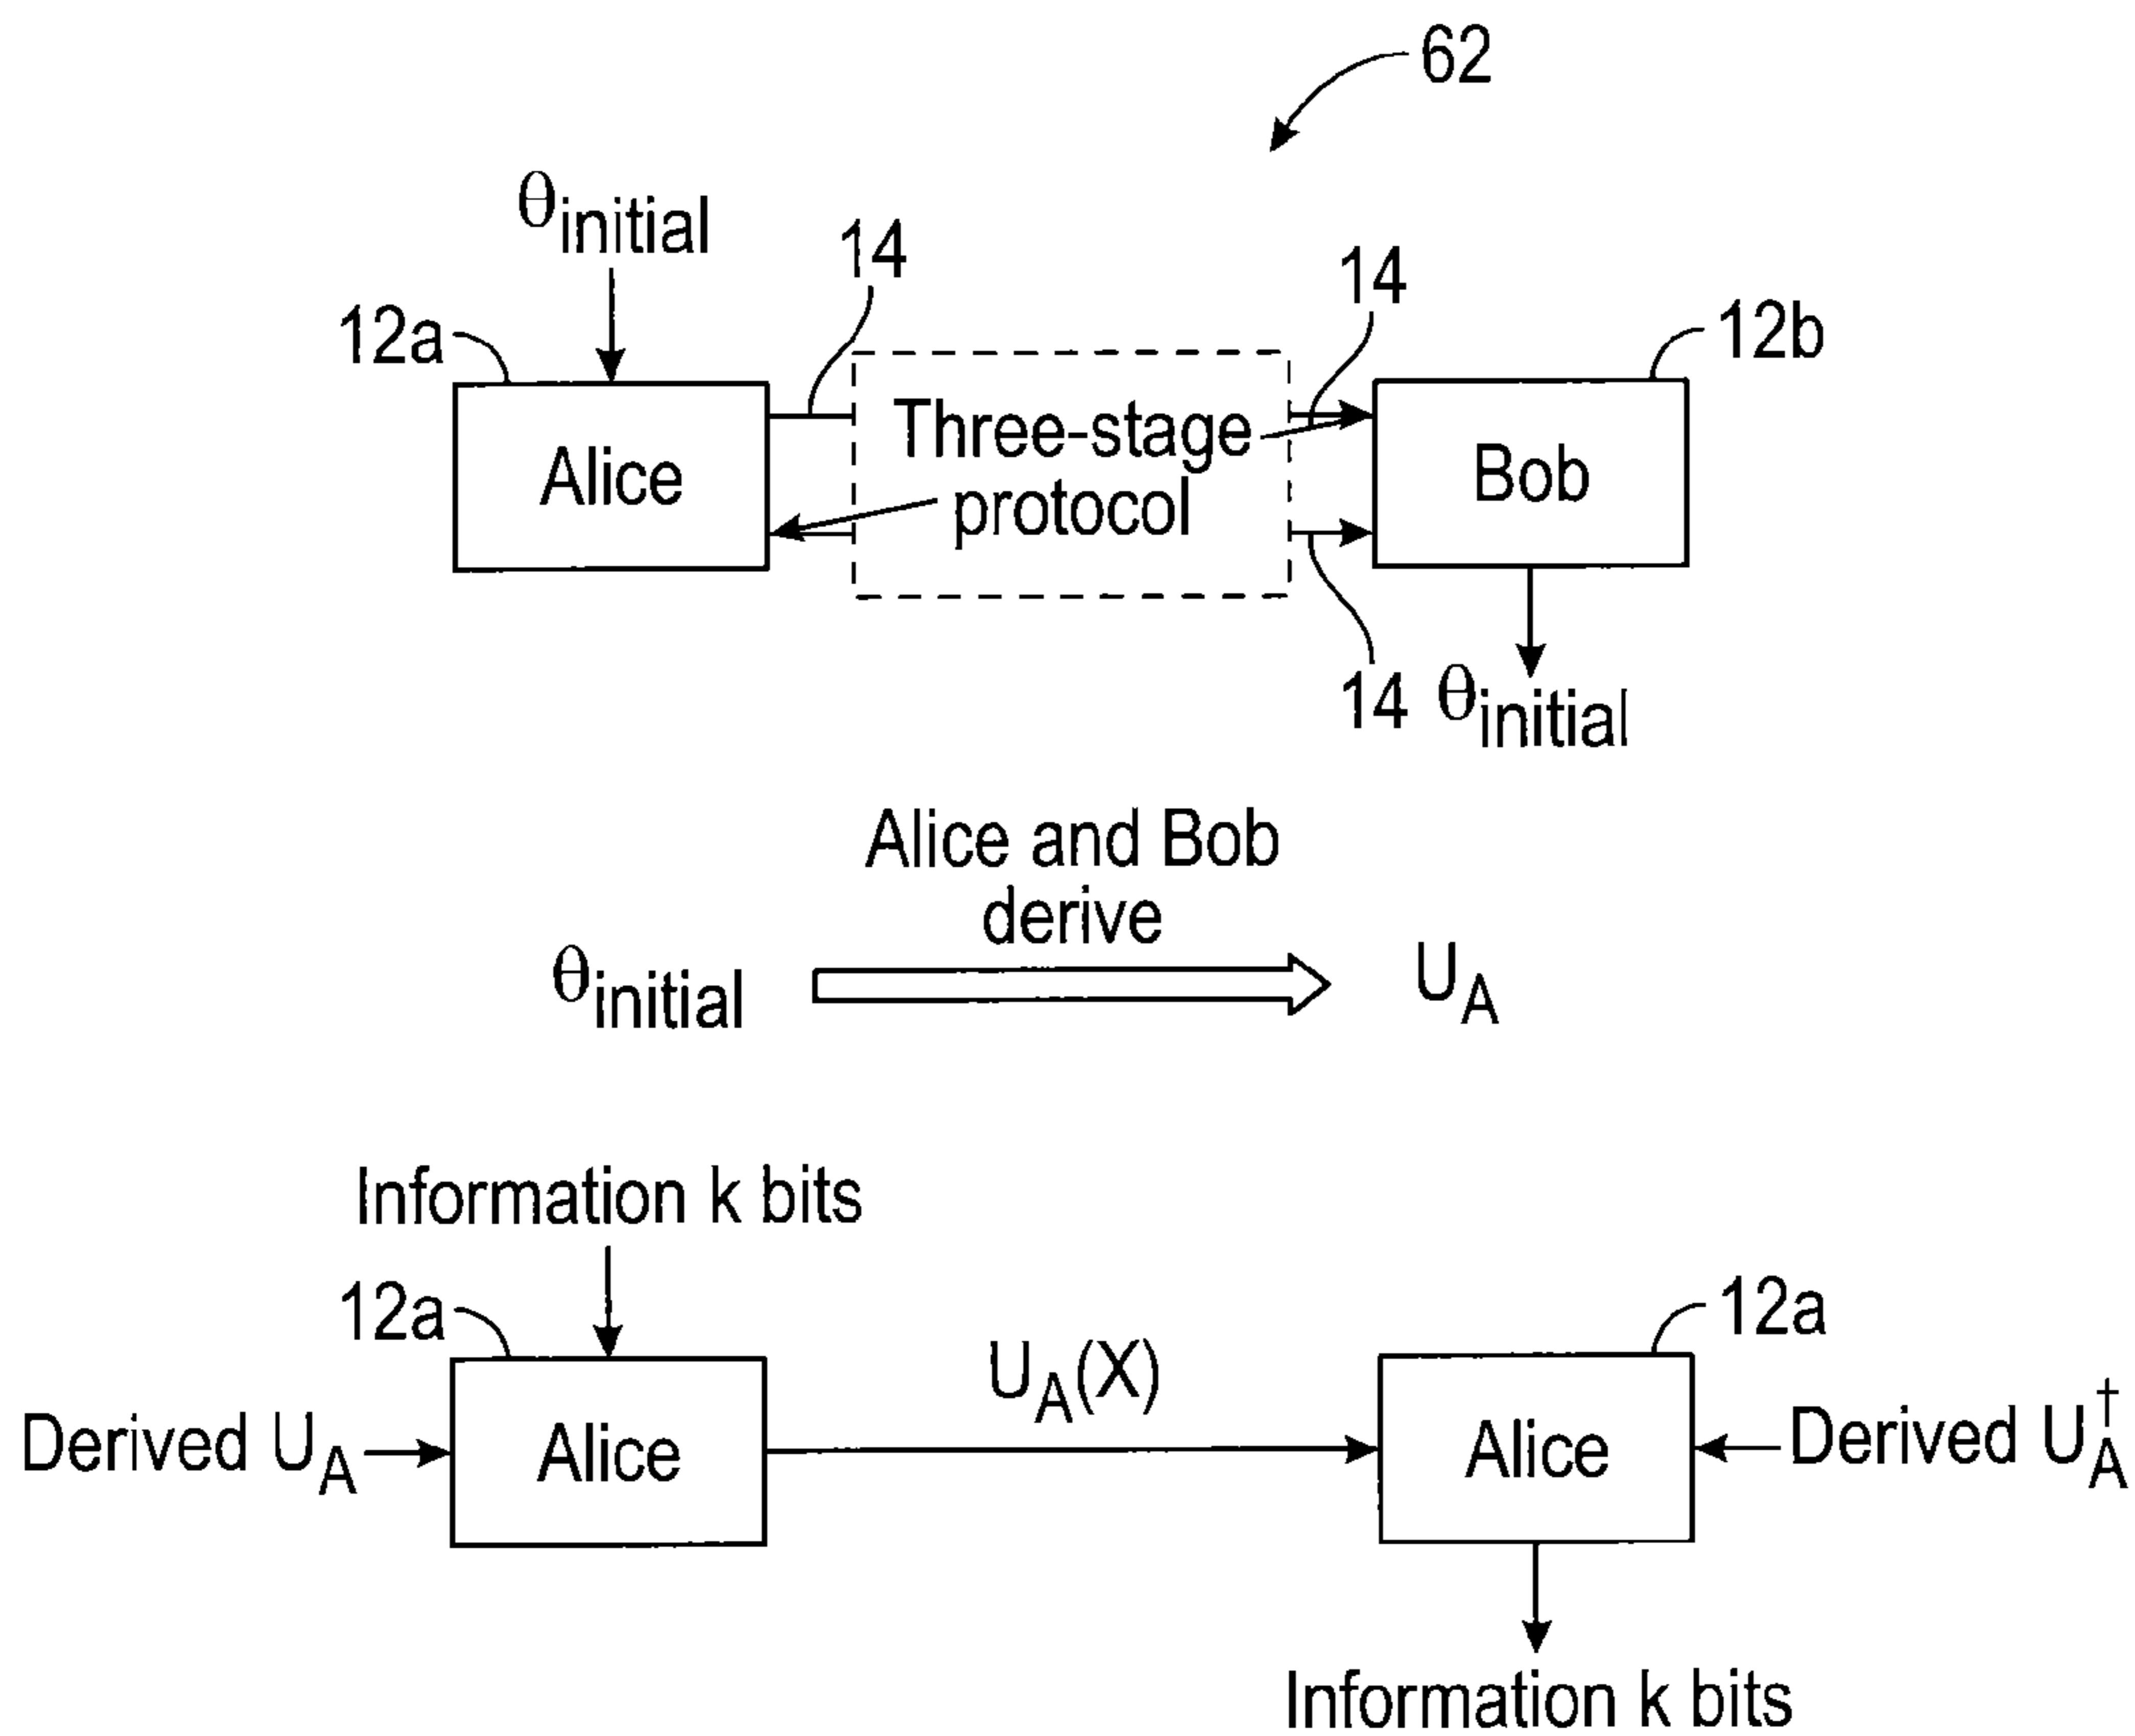 62
θinitial
14
14
12a
12b
Three-stage
protocol
Alice
Bob
14
θinitial
Alice and Bob
derive
θinitial
UA
Information k bits
12a
12a
UA(X)
Derived UA
Alice
Alice
Derived U†A
Information k bits